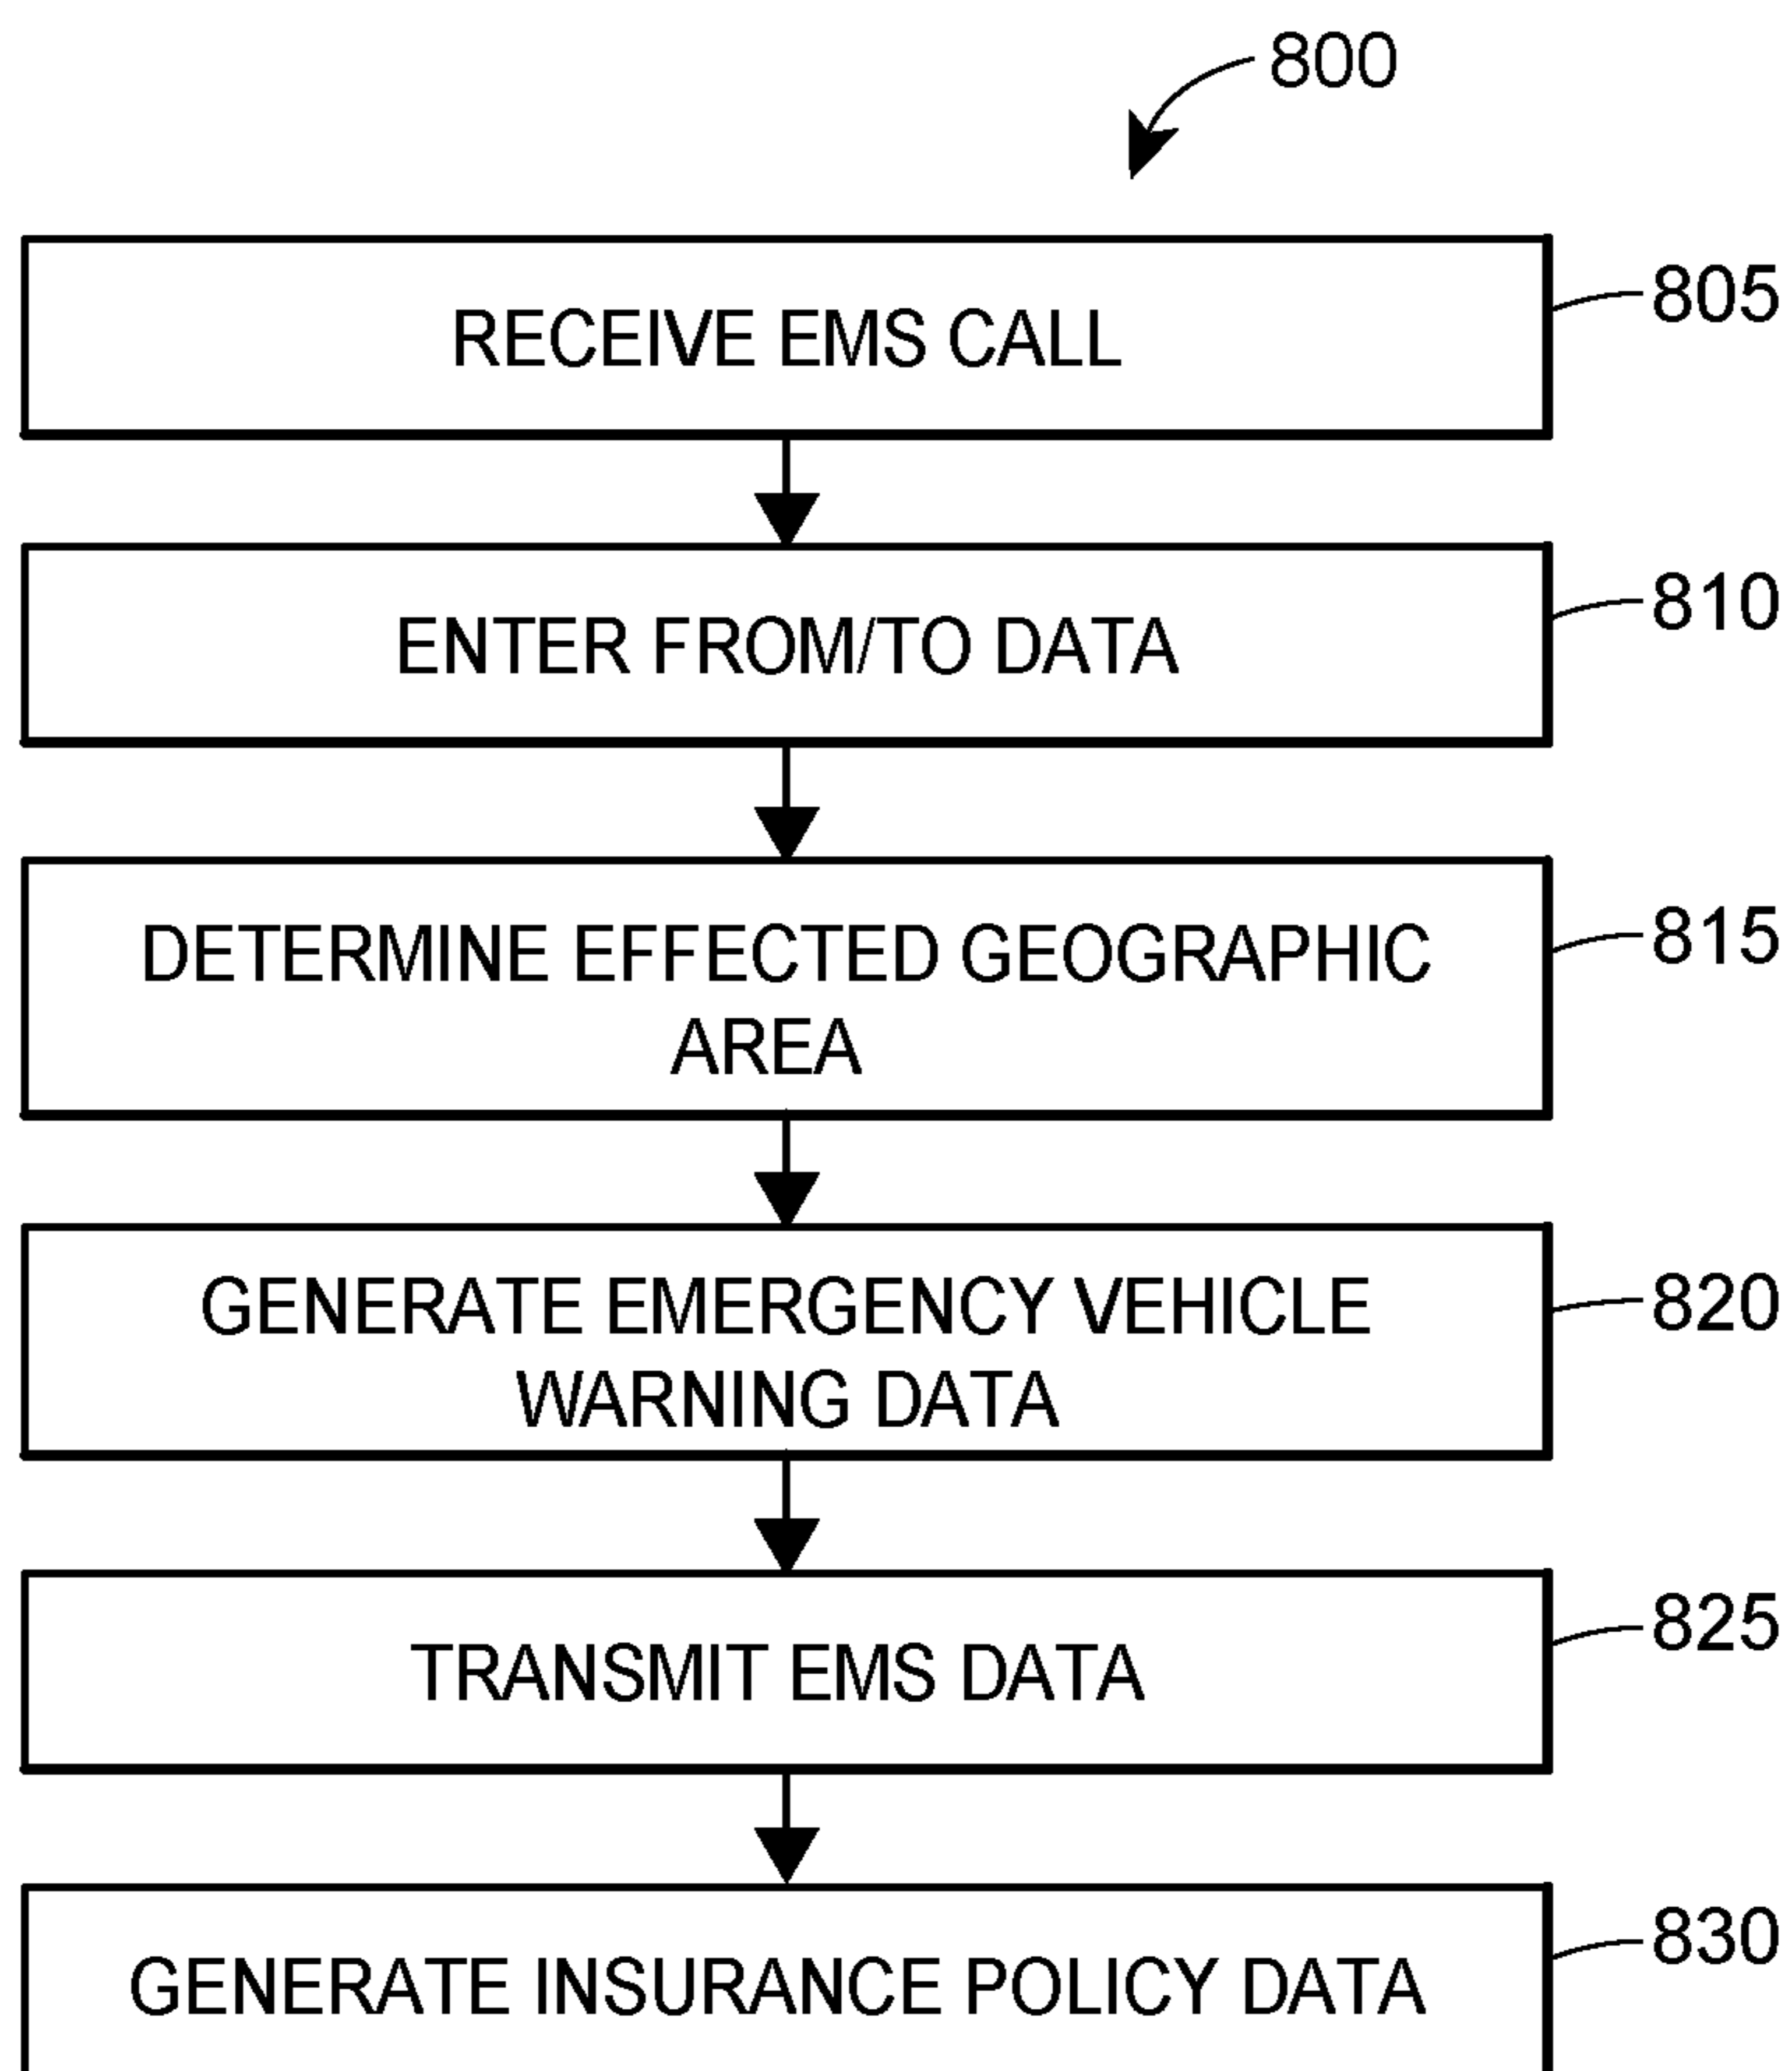 800
RECEIVE EMS CALL
805
ENTER FROM/TO DATA
810
DETERMINE EFFECTED GEOGRAPHIC
AREA
815
GENERATE EMERGENCY VEHICLE
WARNING DATA
820
TRANSMIT EMS DATA
825
GENERATE INSURANCE POLICY DATA
830